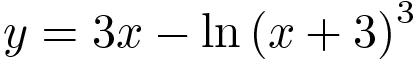 y = 3x − ln (x + 3)³